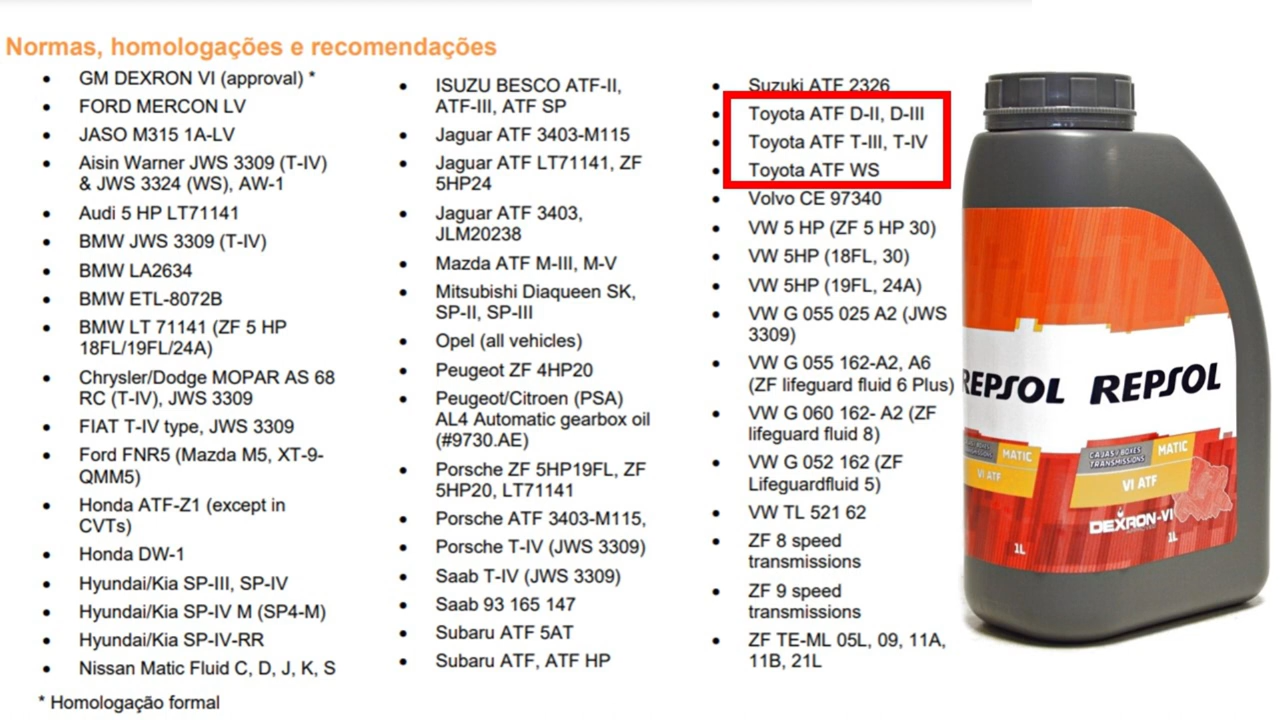 Normas, homologações e recomendações
• GM DEXRON VI (approval) *
• FORD MERCON LV
• JASO M315 1A-LV
• Aisin Warner JWS 3309 (T-IV)
& JWS 3324 (WS), AW-1
• Audi 5 HP LT71141
• BMW JWS 3309 (T-IV)
• BMW LA2634
• BMW ETL-8072B
• BMW LT 71141 (ZF 5 HP
18FL/19FL/24A)
• Chrysler/Dodge MOPAR AS 68
RC (T-IV), JWS 3309
• FIAT T-IV type, JWS 3309
• Ford FNR5 (Mazda M5, XT-9-
QMM5)
• Honda ATF-Z1 (except in
CVTs)
• Honda DW-1
• Hyundai/Kia SP-III, SP-IV
• Hyundai/Kia SP-IV M (SP4-M)
• Hyundai/Kia SP-IV-RR
• Nissan Matic Fluid C, D, J, K, S
* Homologação formal
• ISUZU BESCO ATF-II,
ATF-III, ATF SP
• Jaguar ATF 3403-M115
• Jaguar ATF LT71141, ZF
5HP24
• Jaguar ATF 3403,
JLM20238
• Mazda ATF M-III, M-V
• Mitsubishi Diaqueen SK,
SP-II, SP-III
• Opel (all vehicles)
• Peugeot ZF 4HP20
• Peugeot/Citroen (PSA)
AL4 Automatic gearbox oil
(#9730.AE)
• Porsche ZF 5HP19FL, ZF
5HP20, LT71141
• Porsche ATF 3403-M115,
• Porsche T-IV (JWS 3309)
• Saab T-IV (JWS 3309)
• Saab 93 165 147
• Subaru ATF 5AT
• Subaru ATF, ATF HP
• Suzuki ATF 2326
• Toyota ATF D-II, D-III
• Toyota ATF T-III, T-IV
• Toyota ATF WS
• Volvo CE 97340
• VW 5 HP (ZF 5 HP 30)
• VW 5HP (18FL, 30)
• VW 5HP (19FL, 24A)
• VW G 055 025 A2 (JWS
3309)
• VW G 055 162-A2, A6
(ZF lifeguard fluid 6 Plus)
• VW G 060 162- A2 (ZF
lifeguard fluid 8)
• VW G 052 162 (ZF
Lifeguardfluid 5)
• VW TL 521 62
• ZF 8 speed
transmissions
• ZF 9 speed
transmissions
• ZF TE-ML 05L, 09, 11A,
11B, 21L
REPSOL
MATIC
VI ATF
1L
REPSOL
CAJAS / BOXES
TRANSMISSIONS
MATIC
VI ATF
DEXRON-VI
1L